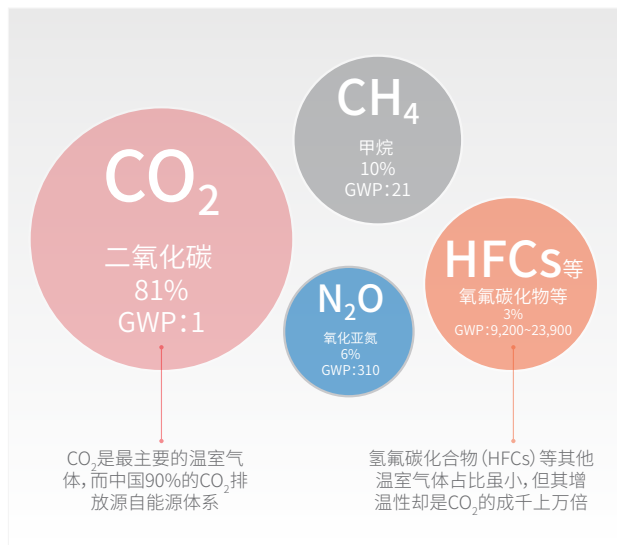 CH₄
甲烷
10%
GWP：21
CO₂
二氧化碳
81%
GWP：1
HFCs等
氧氟碳化物等
3%
GWP：9,200~23,900
N₂O
氧化亚氮
6%
GWP：310
CO₂是最主要的温室气
体，而中国90%的CO₂排
放源自能源体系
氢氟碳化合物（HFCs）等其他
温室气体占比虽小，但其增
温性却是CO₂的成千上万倍